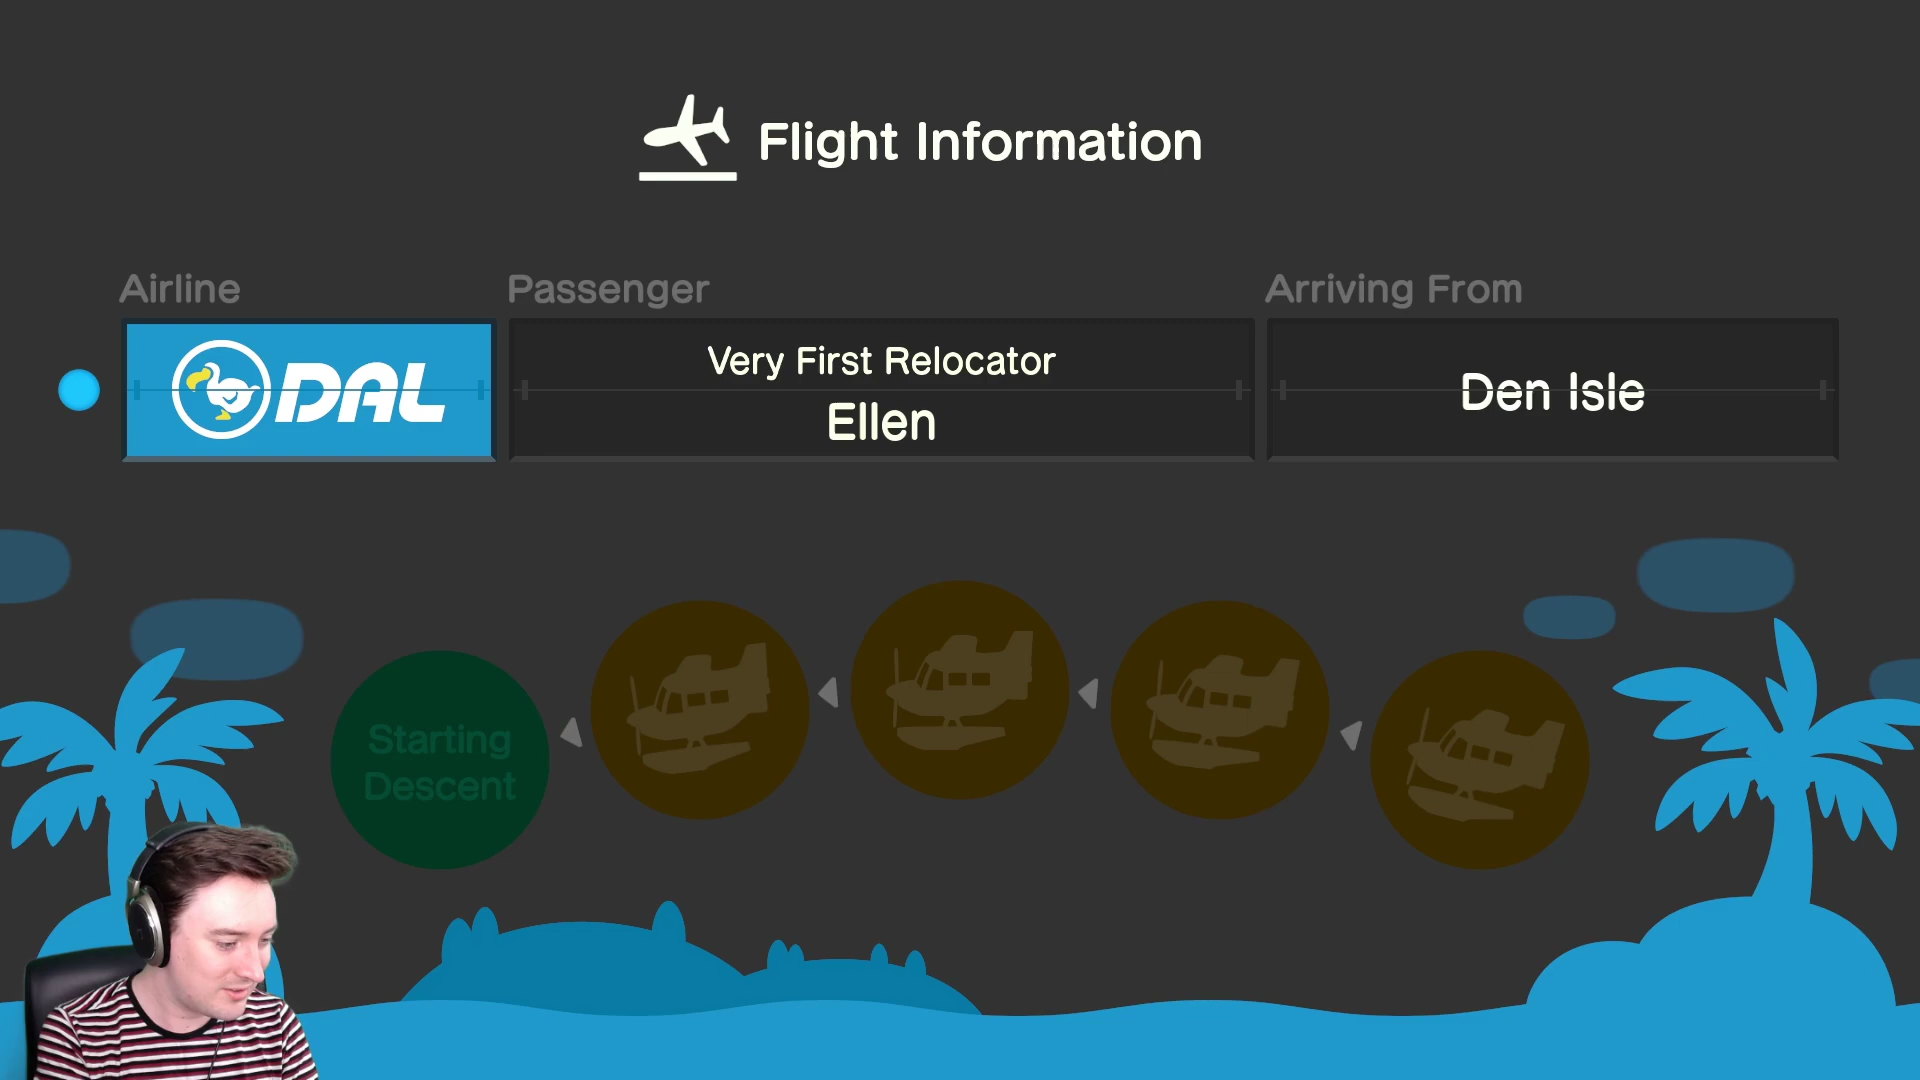 Flight Information
Airline
Passenger
Arriving From
DAL
Very First Relocator
Ellen
Den Isle
Starting
Descent